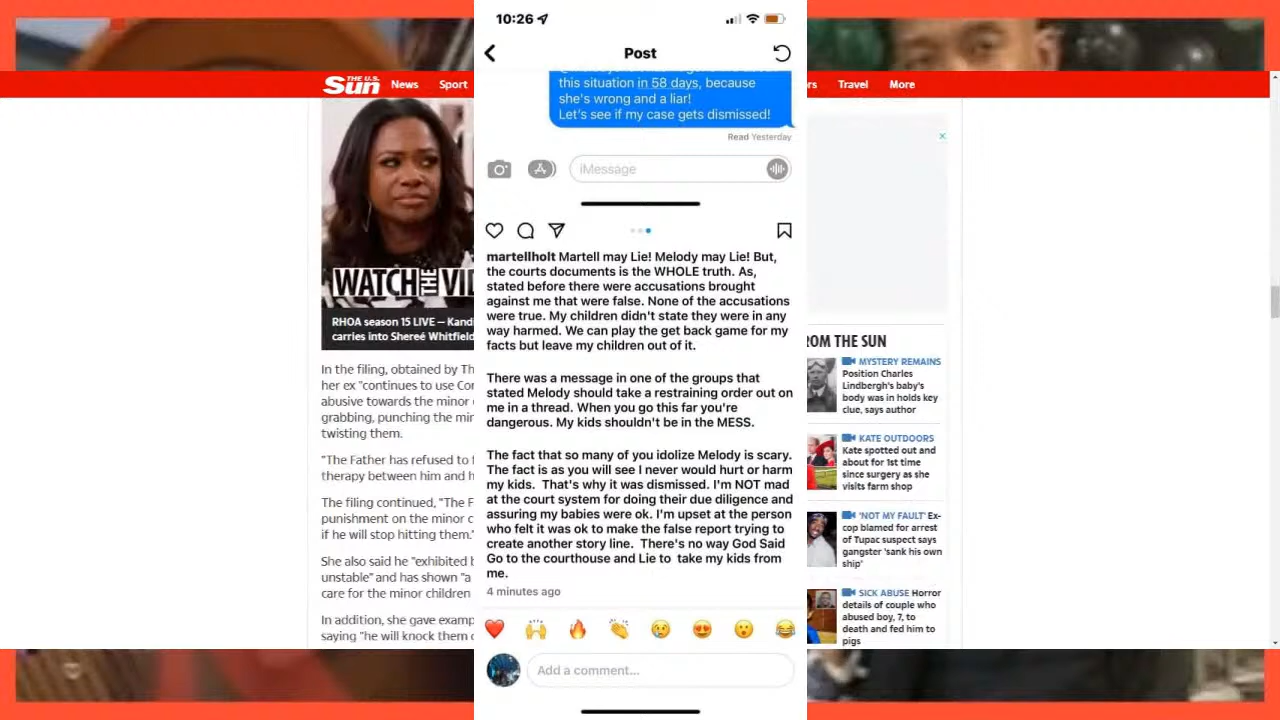 10:26
Post
this situation in 58 days, because
she's wrong and a liar!
Let's see if my case gets dismissed!
Read Yesterday
iMessage
martellholt Martell may Lie! Melody may Lie! But,
the courts documents is the WHOLE truth. As,
stated before there were accusations brought
against me that were false. None of the accusations
were true. My children didn't state they were in any
way harmed. We can play the get back game for my
facts but leave my children out of it.
There was a message in one of the groups that
stated Melody should take a restraining order out on
me in a thread. When you go this far you're
dangerous. My kids shouldn't be in the MESS.
The fact that so many of you idolize Melody is scary.
The fact is as you will see I never would hurt or harm
my kids. That's why it was dismissed. I'm NOT mad
at the court system for doing their due diligence and
assuring my babies were ok. I'm upset at the person
who felt it was ok to make the false report trying to
create another story line. There's no way God Said
Go to the courthouse and Lie to take my kids from
me.
4 minutes ago
Add a comment...
THE U.S.
Sun
News
Sport
WATCH THE VID
RHOA season 15 LIVE – Kandi
carries into Shereé Whitfield
In the filing, obtained by Th
her ex "continues to use Cor
abusive towards the minor
grabbing, punching the min
twisting them.
"The Father has refused to
therapy between him and h
The filing continued, "The F
punishment on the minor c
if he will stop hitting them."
She also said he "exhibited
unstable" and has shown "a
care for the minor children
In addition, she gave examp
saying "he will knock them
rs
Travel
More
ROM THE SUN
MYSTERY REMAINS
Position Charles
Lindbergh's baby's
body was in holds key
clue, says author
KATE OUTDOORS
Kate spotted out and
about for 1st time
since surgery as she
visits farm shop
'NOT MY FAULT' Ex-
cop blamed for arrest
of Tupac suspect says
gangster 'sank his own
ship'
SICK ABUSE Horror
details of couple who
abused boy, 7, to
death and fed him to
pigs